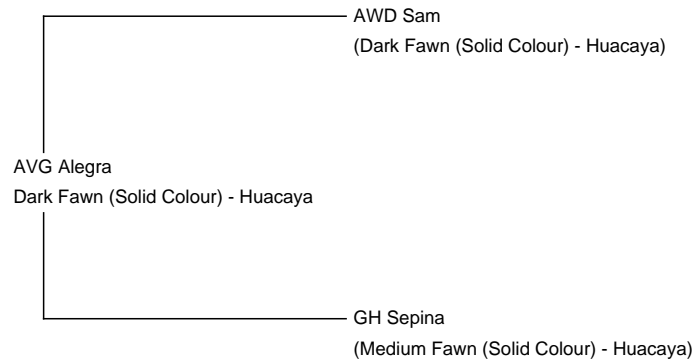 AWD Sam
(Dark Fawn (Solid Colour) - Huacaya)
AVG Alegra
Dark Fawn (Solid Colour) - Huacaya
GH Sepina
(Medium Fawn (Solid Colour) - Huacaya)